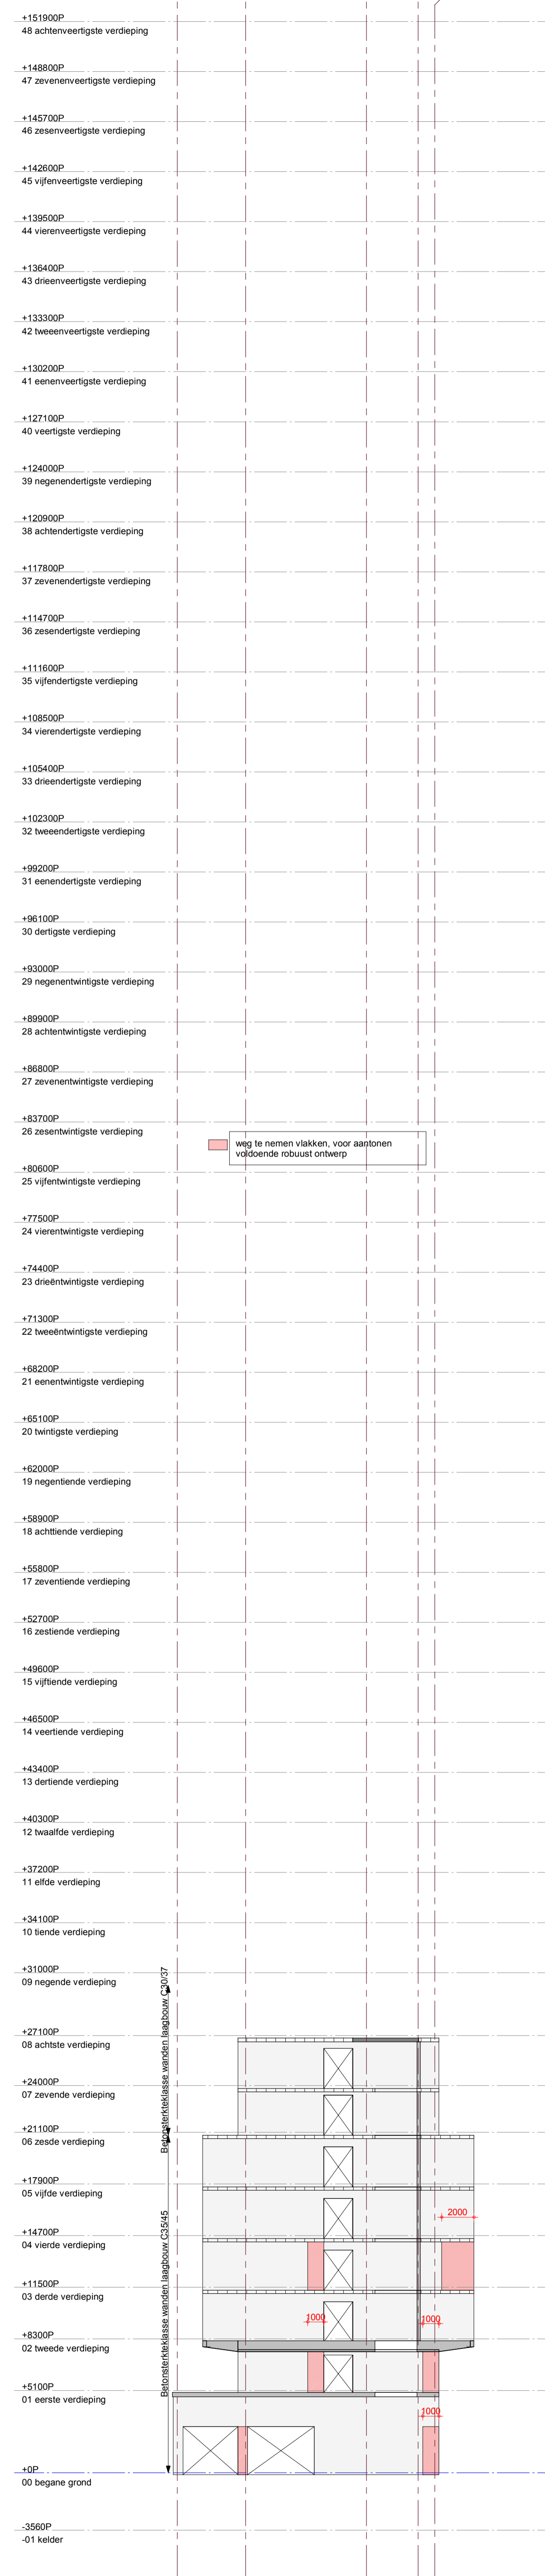 +151900P
48 achtenveertigste verdieping
+148800P
47 zevenenveertigste verdieping
+145700P
46 zesenveertigste verdieping
+142600P
45 vijfenveertigste verdieping
+139500P
44 vierenveertigste verdieping
+136400P
43 drieenveertigste verdieping
+133300P
42 tweeenveertigste verdieping
+130200P
41 eenenveertigste verdieping
+127100P
40 veertigste verdieping
+124000P
39 negenendertigste verdieping
+120900P
38 achtendertigste verdieping
+117800P
37 zevenendertigste verdieping
+114700P
36 zesendertigste verdieping
+111600P
35 vijfendertigste verdieping
+108500P
34 vierendertigste verdieping
+105400P
33 drieendertigste verdieping
+102300P
32 tweeendertigste verdieping
+99200P
31 eenendertigste verdieping
+96100P
30 dertigste verdieping
+93000P
29 negenentwintigste verdieping
+89900P
28 achtentwintigste verdieping
+86800P
27 zevenentwintigste verdieping
+83700P
26 zesentwintigste verdieping
weg te nemen vlakken, voor aantonen
voldoende robuust ontwerp
+80600P
25 vijfentwintigste verdieping
+77500P
24 vierentwintigste verdieping
+74400P
23 drieëntwintigste verdieping
+71300P
22 tweeëntwintigste verdieping
+68200P
21 eenentwintigste verdieping
+65100P
20 twintigste verdieping
+62000P
19 negentiende verdieping
+58900P
18 achttiende verdieping
+55800P
17 zeventiende verdieping
+52700P
16 zestiende verdieping
+49600P
15 vijftiende verdieping
+46500P
14 veertiende verdieping
+43400P
13 dertiende verdieping
+40300P
12 twaalfde verdieping
+37200P
11 elfde verdieping
+34100P
10 tiende verdieping
+31000P
09 negende verdieping
Betonsterkteklasse wanden laagbouw C30/37
+27100P
08 achtste verdieping
+24000P
07 zevende verdieping
+21100P
06 zesde verdieping
+17900P
05 vijfde verdieping
Betonsterkteklasse wanden laagbouw C35/45
2000
+14700P
04 vierde verdieping
+11500P
03 derde verdieping
1000
1000
+8300P
02 tweede verdieping
+5100P
01 eerste verdieping
1000
+0P
00 begane grond
-3560P
-01 kelder